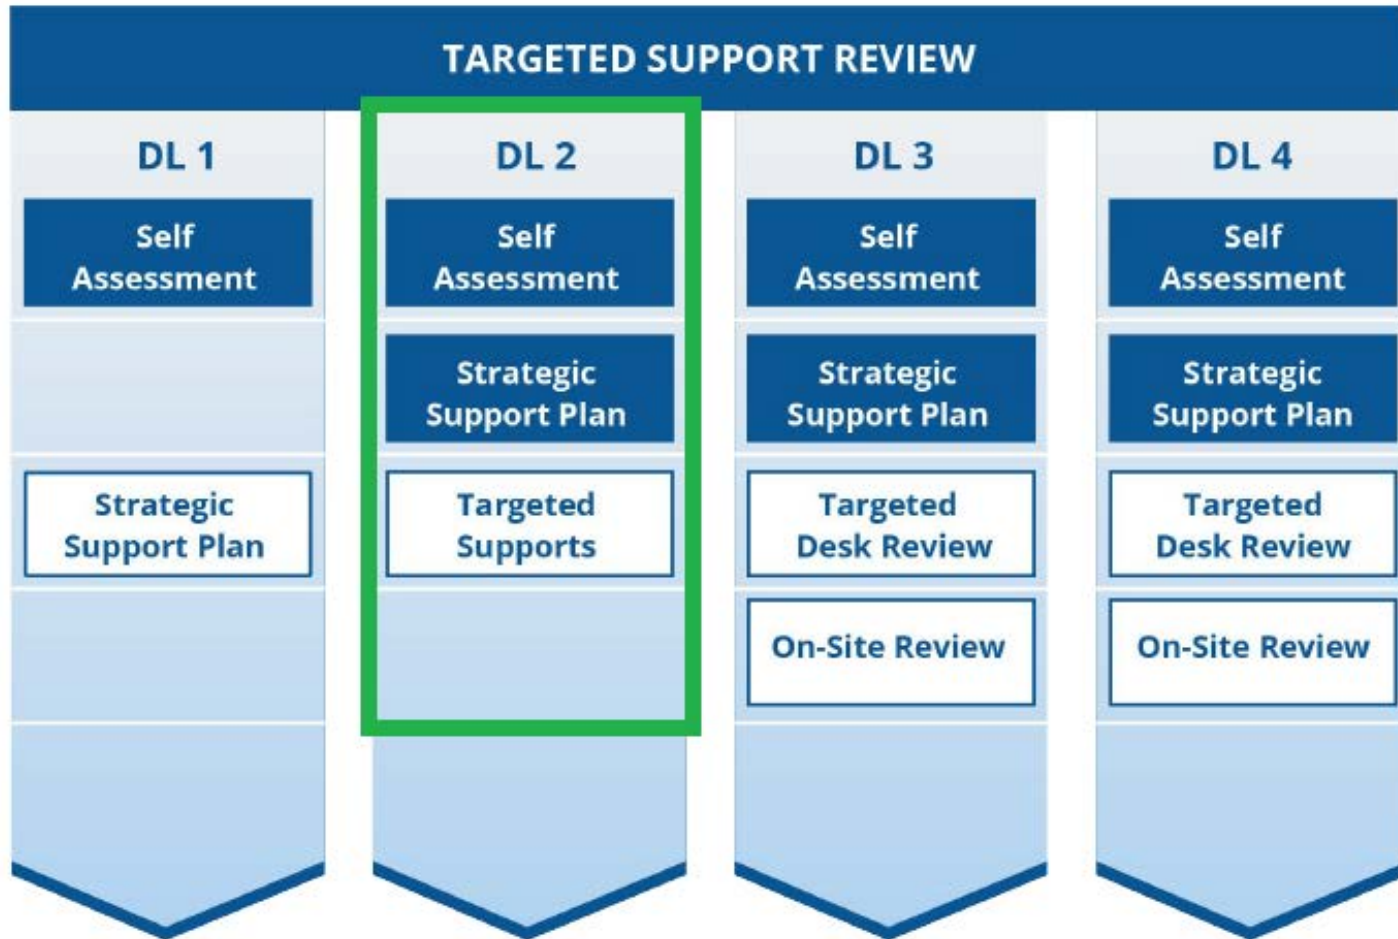 TARGETED SUPPORT REVIEW
DL 1
Self
Assessment
Strategic
Support Plan
DL 2
Self
Assessment
Strategic
Support Plan
Targeted
Supports
DL 3
Self
Assessment
Strategic
Support Plan
Targeted
Desk Review
On-Site Review
DL 4
Self
Assessment
Strategic
Support Plan
Targeted
Desk Review
On-Site Review